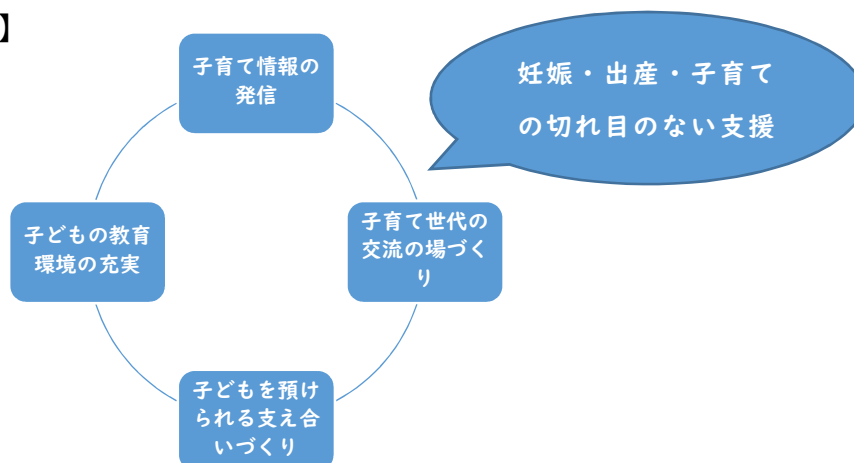 】
子育て情報の
発信
妊娠・出産・子育て
の切れ目のない支援
子育て世代の
交流の場づく
り
子どもの教育
環境の充実
子どもを預け
られる支え合
いづくり